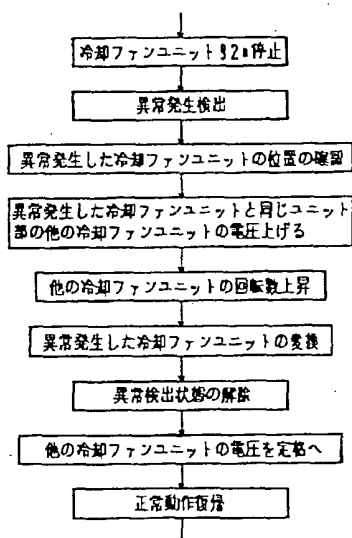 冷却ファンユニット92a停止
異常発生検出
異常発生した冷却ファンユニットの位置の確認
異常発生した冷却ファンユニットと同じユニット
部の他の冷却ファンユニットの電圧上げる
他の冷却ファンユニットの回転数上昇
異常発生した冷却ファンユニットの変換
異常検出状態の解除
他の冷却ファンユニットの電圧を定格へ
正常動作復帰